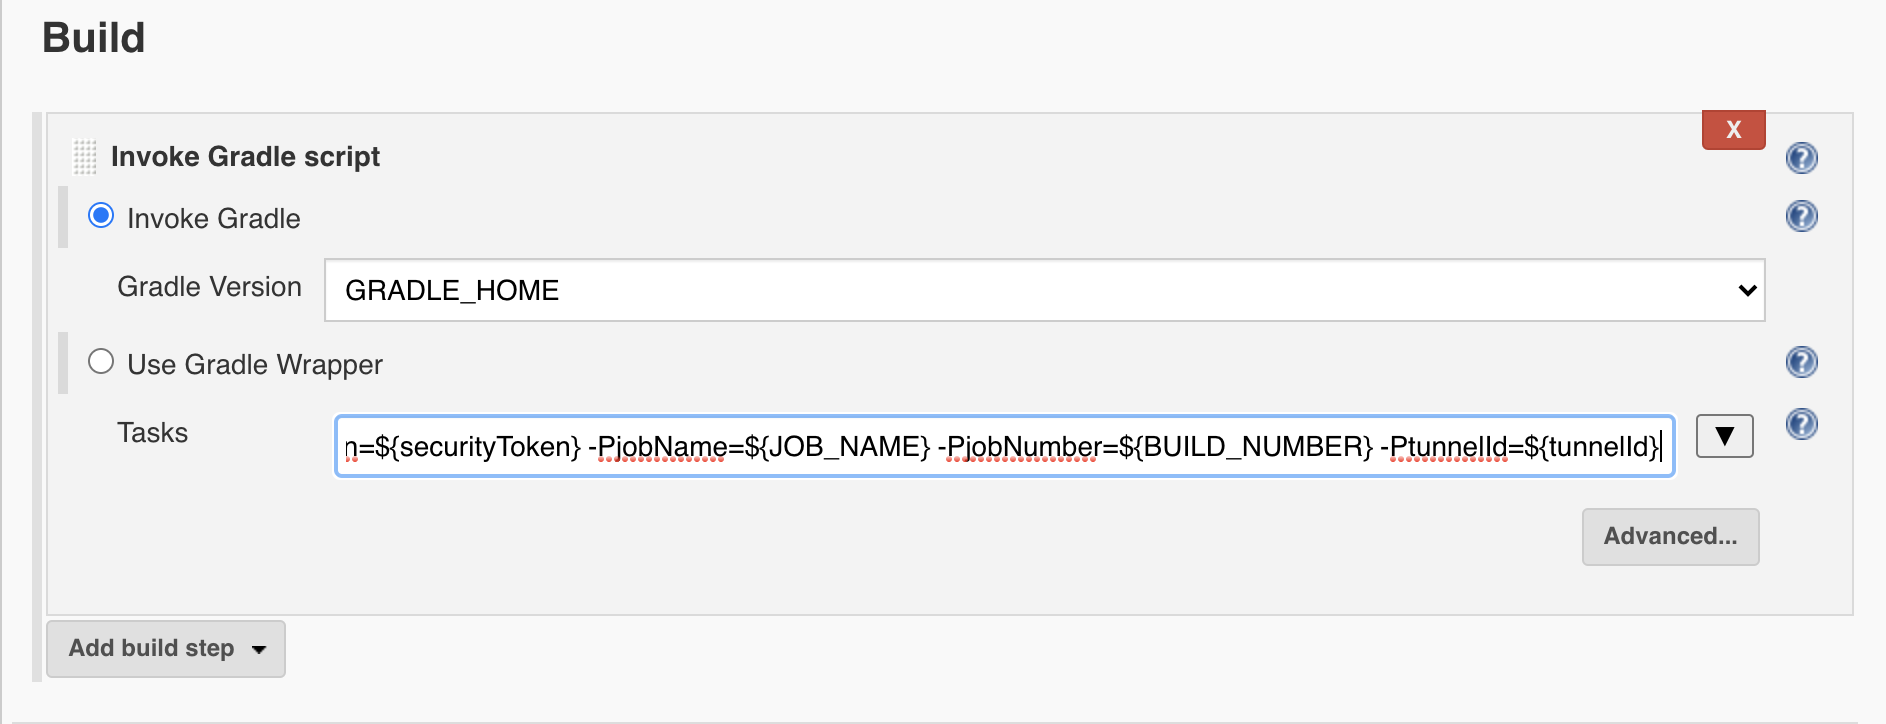 Build
X
Invoke Gradle script
Invoke Gradle
Gradle Version
GRADLE_HOME
Use Gradle Wrapper
Tasks
n=${securityToken} -PjobName=${JOB_NAME} -PjobNumber=${BUILD_NUMBER} -PtunnelId=${tunnelId}
Advanced...
Add build step